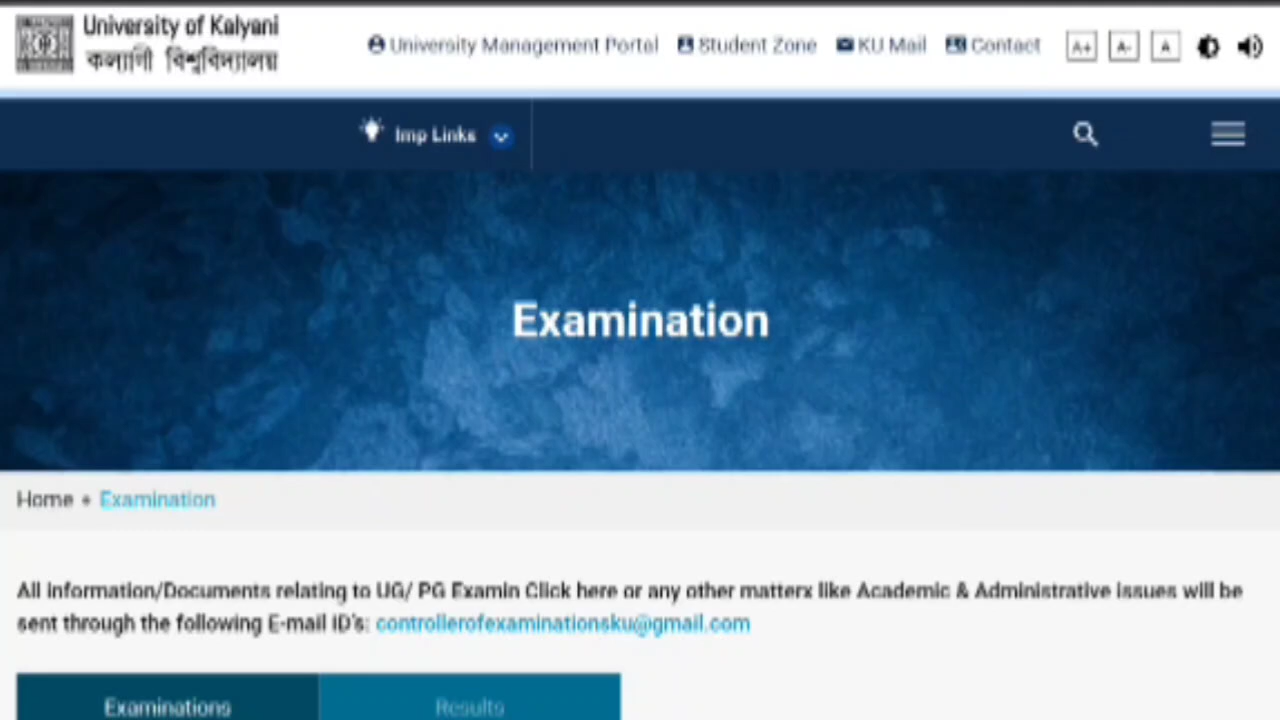 University of Kalyani
কল্যাণী বিশ্ববিদ্যালয়
University Management Portal Student Zone KU Mail Contact A+ A- A
Imp Links
Examination
Home • Examination
All Information/Documents relating to UG/ PG Examin Click here or any other matterx like Academic & Administrative issues will be
sent through the following E-mail ID's: controllerofexaminationsku@gmail.com
Examinations Results